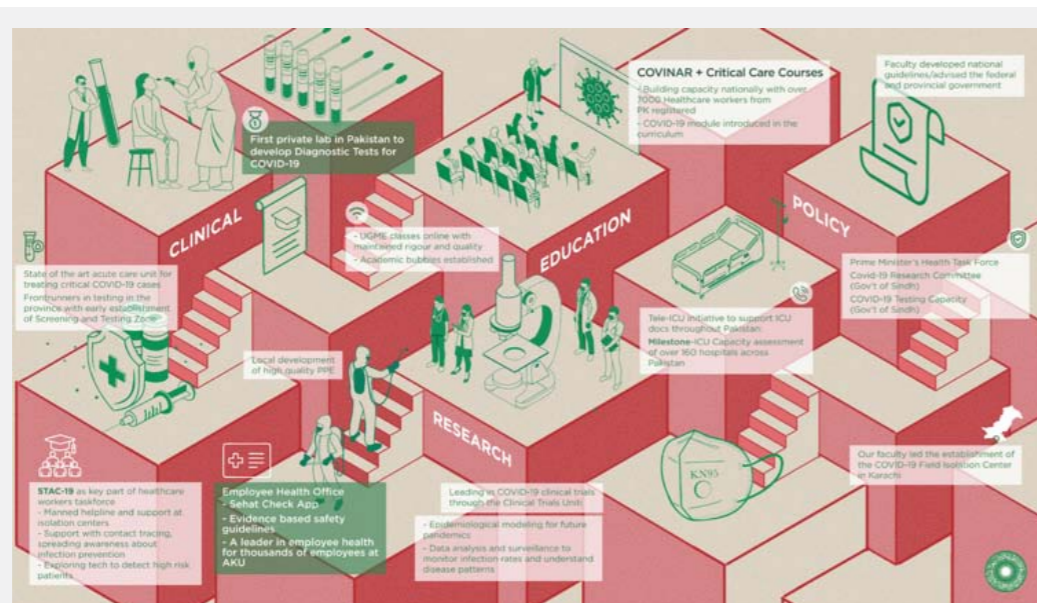 COVINAR + Critical Care Courses
- Building capacity nationally with over
7000 Healthcare workers from
PK registered
- COVID-19 module introduced in the
curriculum
Faculty developed national
guidelines/advised the federal
and provincial government
First private lab in Pakistan to
develop Diagnostic Tests for
COVID-19
CLINICAL
EDUCATION
POLICY
- UGME classes online with
maintained rigour and quality
- Academic bubbles established
State of the art acute care unit for
treating critical COVID-19 cases
Frontrunners in testing in the
province with early establishment
of Screening and Testing Zone
Prime Minister's Health Task Force
Covid-19 Research Committee
(Gov't of Sindh)
COVID-19 Testing Capacity
(Gov't of Sindh)
Tele-ICU initiative to support ICU
docs throughout Pakistan:
Milestone-ICU Capacity assessment
of over 160 hospitals across
Pakistan
Local development
of high quality PPE
RESEARCH
KN95
Our faculty led the establishment of
the COVID-19 Field Isolation Center
in Karachi
STAC-19 as key part of healthcare
workers taskforce
- Manned helpline and support at
isolation centers
- Support with contact tracing,
spreading awareness about
infection prevention
- Exploring tech to detect high risk
patients
Employee Health Office
- Sehat Check App
- Evidence based safety
guidelines
- A leader in employee health
for thousands of employees at
AKU
Leading in COVID-19 clinical trials
through the Clinical Trials Unit
- Epidemiological modeling for future
pandemics
- Data analysis and surveillance to
monitor infection rates and understand
disease patterns